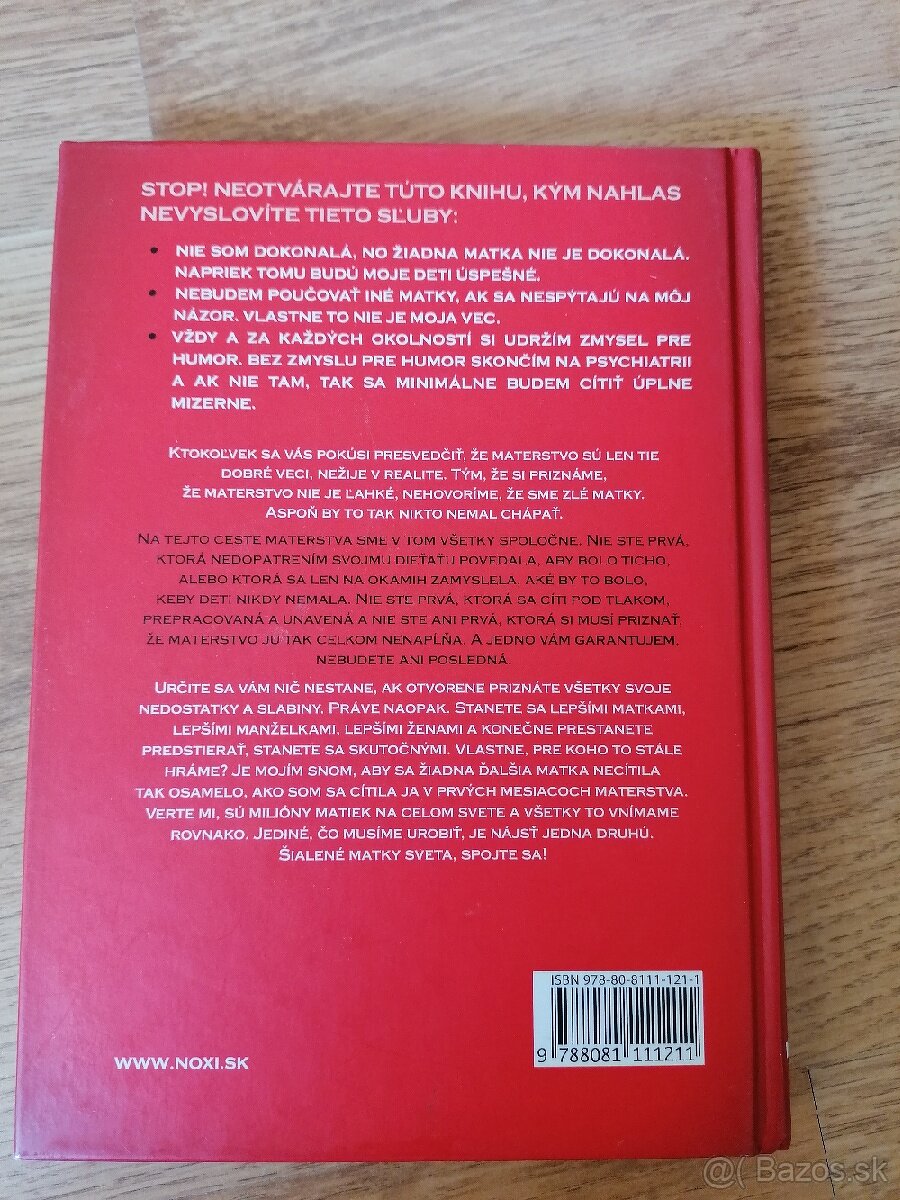 STOP! NEOTVÁRAJTE TÚTO KNIHU, KÝM NAHLAS
NEVYSLOVÍTE TIETO SĽUBY:
• NIE SOM DOKONALÁ, NO ŽIADNA MATKA NIE JE DOKONALÁ.
NAPRIEK TOMU BUDÚ MOJE DETI ÚSPEŠNÉ.
• NEBUDEM POUČOVAŤ INÉ MATKY, AK SA NESPÝTAJÚ NA MÔJ
NÁZOR. VLASTNE TO NIE JE MOJA VEC.
• VŽDY A ZA KAŽDÝCH OKOLNOSTÍ SI UDRŽÍM ZMYSEL PRE
HUMOR. BEZ ZMYSLU PRE HUMOR SKONČÍM NA PSYCHIATRII
A AK NIE TAM, TAK SA MINIMÁLNE BUDEM CÍTIŤ ÚPLNE
MIZERNE.
KTOKOĽVEK SA VÁS POKÚSI PRESVEDČIŤ, ŽE MATERSTVO SÚ LEN TIE
DOBRÉ VECI, NEŽIJE V REALITE. TÝM, ŽE SI PRIZNÁME,
ŽE MATERSTVO NIE JE ĽAHKÉ, NEHOVORÍME, ŽE SME ZLÉ MATKY.
ASPOŇ BY TO TAK NIKTO NEMAL CHÁPAŤ.
NA TEJTO CESTE MATERSTVA SME V TOM VŠETKY SPOLOČNE. NIE STE PRVÁ,
KTORÁ NEDOPATRENÍM SVOJMU DIEŤAŤU POVEDALA, ABY BOLO TICHO,
ALEBO KTORÁ SA LEN NA OKAMIH ZAMYSLELA, AKÉ BY TO BOLO,
KEBY DETI NIKDY NEMALA. NIE STE PRVÁ, KTORÁ SA CÍTI POD TLAKOM,
PREPRACOVANÁ A UNAVENÁ A NIE STE ANI PRVÁ, KTORÁ SI MUSÍ PRIZNAŤ,
ŽE MATERSTVO JU TAK CELKOM NENAPĹŇA. A JEDNO VÁM GARANTUJEM,
NEBUDETE ANI POSLEDNÁ.
URČITE SA VÁM NIČ NESTANE, AK OTVORENE PRIZNÁTE VŠETKY SVOJE
NEDOSTATKY A SLABINY. PRÁVE NAOPAK. STANETE SA LEPŠÍMI MATKAMI,
LEPŠÍMI MANŽELKAMI, LEPŠÍMI ŽENAMI A KONEČNE PRESTANETE
PREDSTIERAŤ, STANETE SA SKUTOČNÝMI. VLASTNE, PRE KOHO TO STÁLE
HRÁME? JE MOJÍM SNOM, ABY SA ŽIADNA ĎALŠIA MATKA NECÍTILA
TAK OSAMELO, AKO SOM SA CÍTILA JA V PRVÝCH MESIACOCH MATERSTVA.
VERTE MI, SÚ MILIÓNY MATIEK NA CELOM SVETE A VŠETKY TO VNÍMAME
ROVNAKO. JEDINÉ, ČO MUSÍME UROBIŤ, JE NÁJSŤ JEDNA DRUHÚ.
ŠIALENÉ MATKY SVETA, SPOJTE SA!
ISBN 978-80-8111-121-1
9 788081 111211
WWW.NOXI.SK
@( Bazos.sk